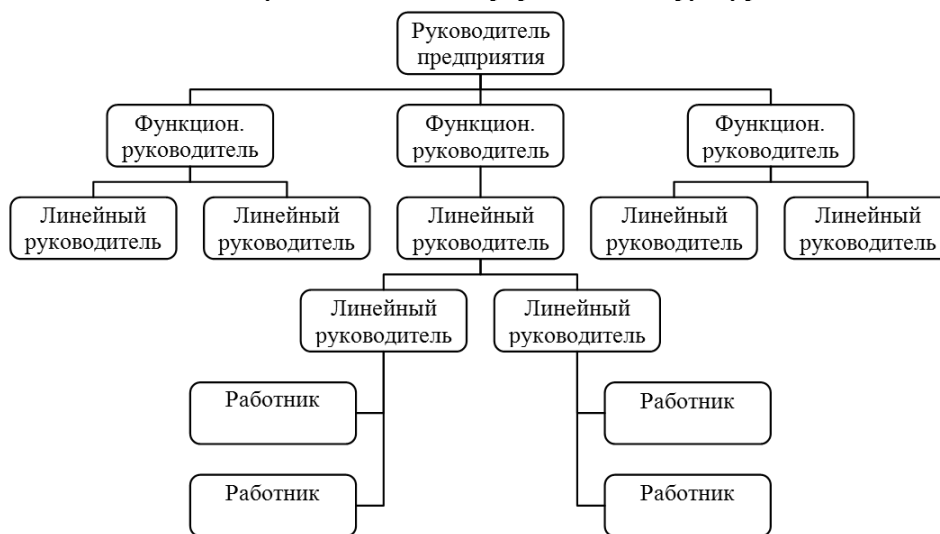 Руководитель
предприятия
Функцион.
руководитель
Функцион.
руководитель
Функцион.
руководитель
Линейный
руководитель
Линейный
руководитель
Линейный
руководитель
Линейный
руководитель
Линейный
руководитель
Линейный
руководитель
Линейный
руководитель
Работник
Работник
Работник
Работник